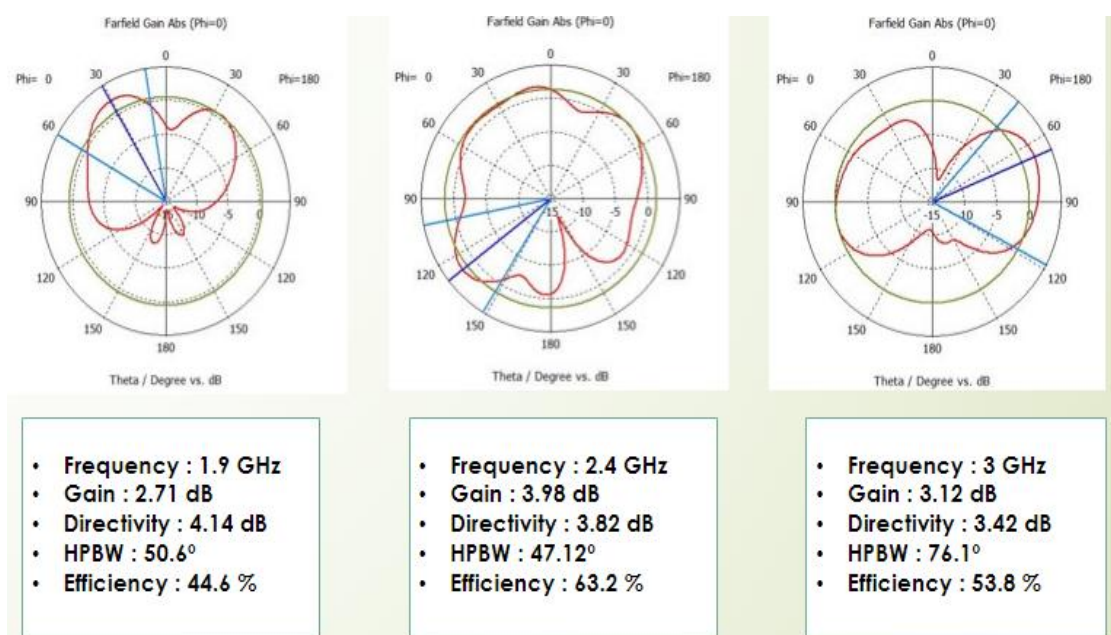 Farfield Gain Abs (Phi=0)
0
Phi= 0 30 30 Phi=180
60 60
90 -15 -10 -5 0 90
120 120
150 150
180
Theta / Degree vs. dB
Farfield Gain Abs (Phi=0)
0
Phi= 0 30 30 Phi=180
60 60
90 -15 -10 -5 0 90
120 120
150 150
180
Theta / Degree vs. dB
Farfield Gain Abs (Phi=0)
0
Phi= 0 30 30 Phi=180
60 60
90 -15 -10 -5 0 90
120 120
150 150
180
Theta / Degree vs. dB
• Frequency : 1.9 GHz
• Gain : 2.71 dB
• Directivity : 4.14 dB
• HPBW : 50.6⁰
• Efficiency : 44.6 %
• Frequency : 2.4 GHz
• Gain : 3.98 dB
• Directivity : 3.82 dB
• HPBW : 47.12⁰
• Efficiency : 63.2 %
• Frequency : 3 GHz
• Gain : 3.12 dB
• Directivity : 3.42 dB
• HPBW : 76.1⁰
• Efficiency : 53.8 %